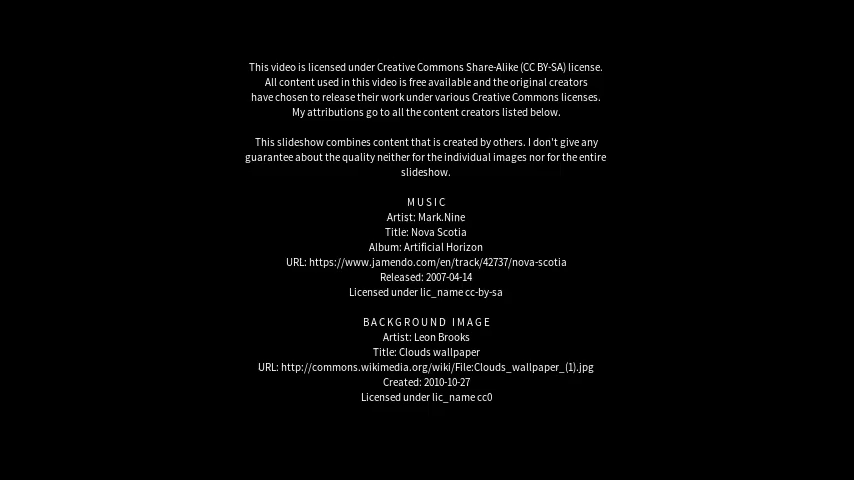 This video is licensed under Creative Commons Share-Alike (CC BY-SA) license.
All content used in this video is free available and the original creators
have chosen to release their work under various Creative Commons licenses.
My attributions go to all the content creators listed below.
This slideshow combines content that is created by others. I don't give any
guarantee about the quality neither for the individual images nor for the entire
slideshow.
MUSIC
Artist: Mark.Nine
Title: Nova Scotia
Album: Artificial Horizon
URL: https://www.jamendo.com/en/track/42737/nova-scotia
Released: 2007-04-14
Licensed under lic_name cc-by-sa
BACKGROUND IMAGE
Artist: Leon Brooks
Title: Clouds wallpaper
URL: http://commons.wikimedia.org/wiki/File:Clouds_wallpaper_(1).jpg
Created: 2010-10-27
Licensed under lic_name cc0